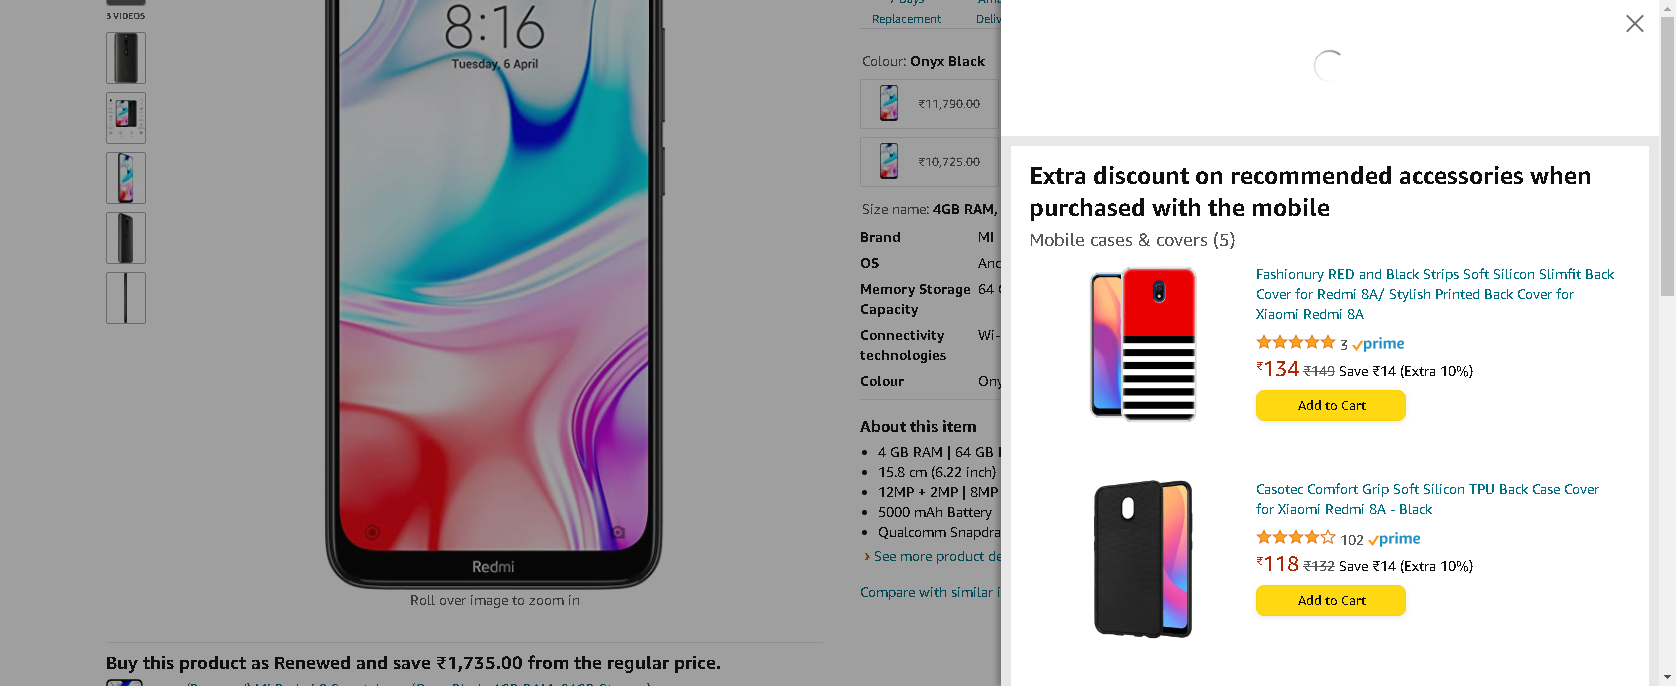 3 VIDEOS
8:16
Tuesday, 6 April
Redmi
Roll over image to zoom in
Buy this product as Renewed and save ₹1,735.00 from the regular price.
7 Days
Replacement
Deliv
Colour: Onyx Black
₹11,790.00
₹10,725.00
Size name: 4GB RAM,
Brand MI
OS Anc
Memory Storage 64
Capacity
Connectivity Wi-
technologies
Colour Ony
About this item
• 4 GB RAM | 64 GB
• 15.8 cm (6.22 inch)
• 12MP + 2MP | 8MP
• 5000 mAh Battery
• Qualcomm Snapdra
› See more product de
Compare with similar i
Extra discount on recommended accessories when
purchased with the mobile
Mobile cases & covers (5)
Fashionury RED and Black Strips Soft Silicon Slimfit Back
Cover for Redmi 8A/ Stylish Printed Back Cover for
Xiaomi Redmi 8A
3 prime
₹134 ₹149 Save ₹14 (Extra 10%)
Add to Cart
Casotec Comfort Grip Soft Silicon TPU Back Case Cover
for Xiaomi Redmi 8A - Black
102 prime
₹118 ₹132 Save ₹14 (Extra 10%)
Add to Cart